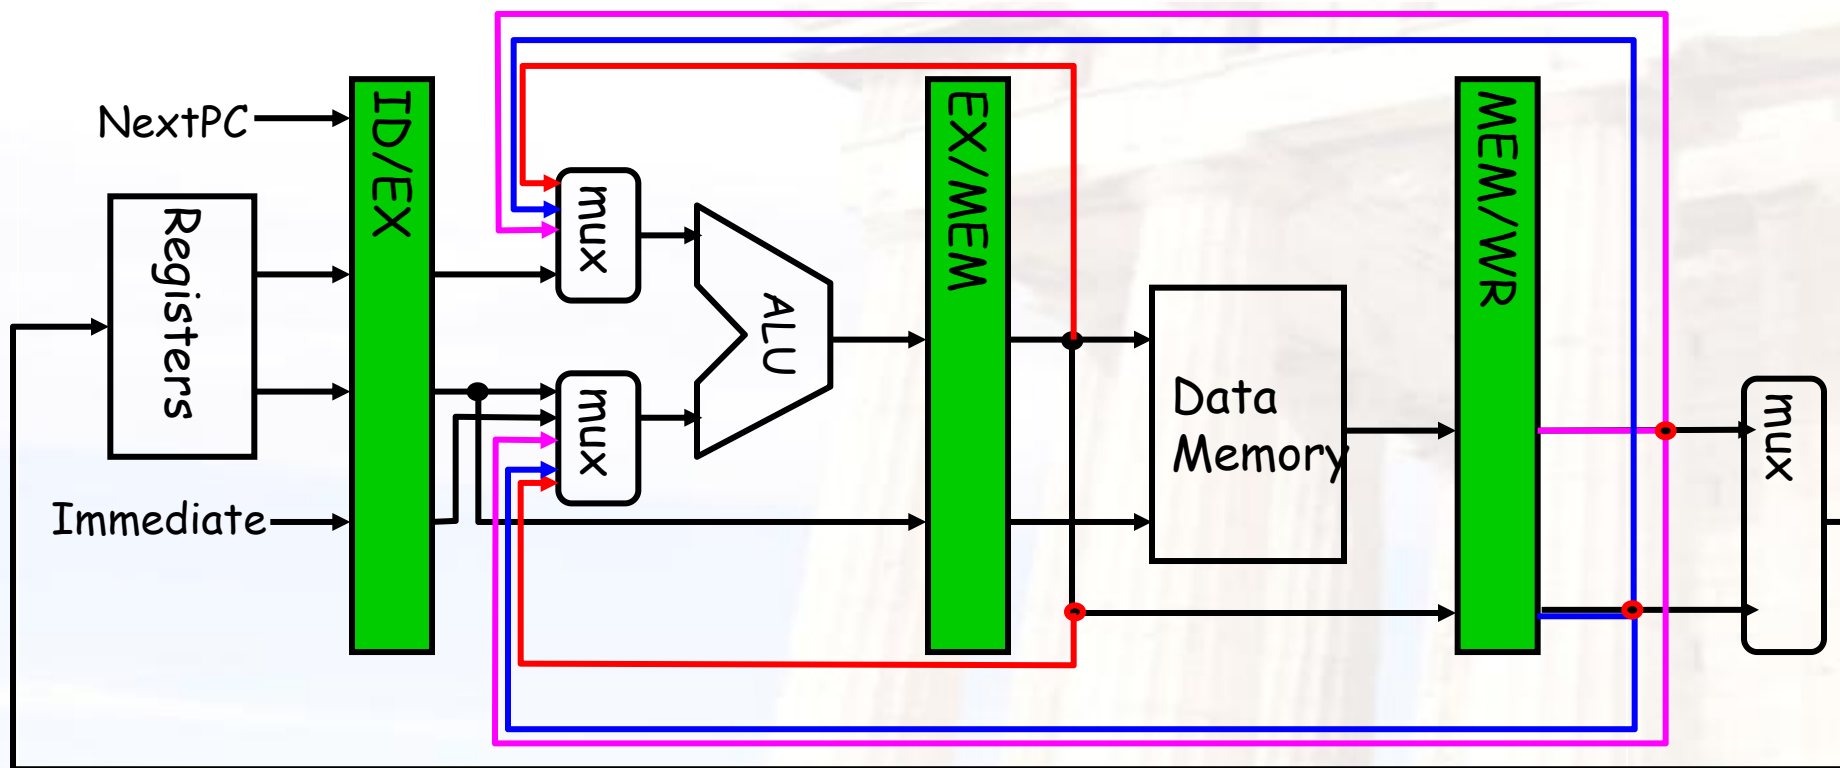 NextPC
ID/EX
Registers
Immediate
mux
mux
ALU
EX/MEM
Data
Memory
MEM/WR
mux